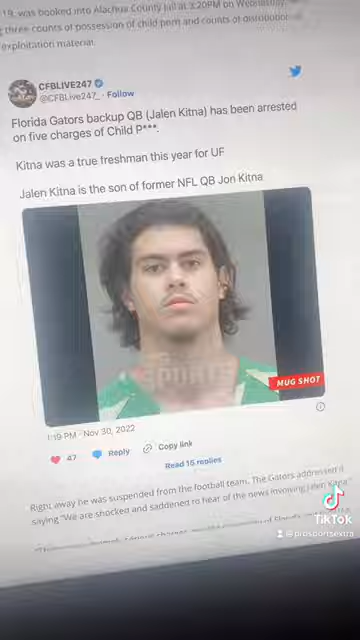 19, was booked into Alachua County jail at 3:20PM on Wednesday,
three counts of possession of child porn and counts of distribution of
exploitation material.
CFBLIVE247
@CFBLive247_ · Follow
Florida Gators backup QB (Jalen Kitna) has been arrested
on five charges of Child P***.
Kitna was a true freshman this year for UF
Jalen Kitna is the son of former NFL QB Jon Kitna
SPORTS
MUG SHOT
1:19 PM · Nov 30, 2022
47 Reply Copy link
Read 15 replies
Right away he was suspended from the football team. The Gators addressed it
saying "We are shocked and saddened to hear of the news involving Jalen Kitna
TikTok
@prosportsextra